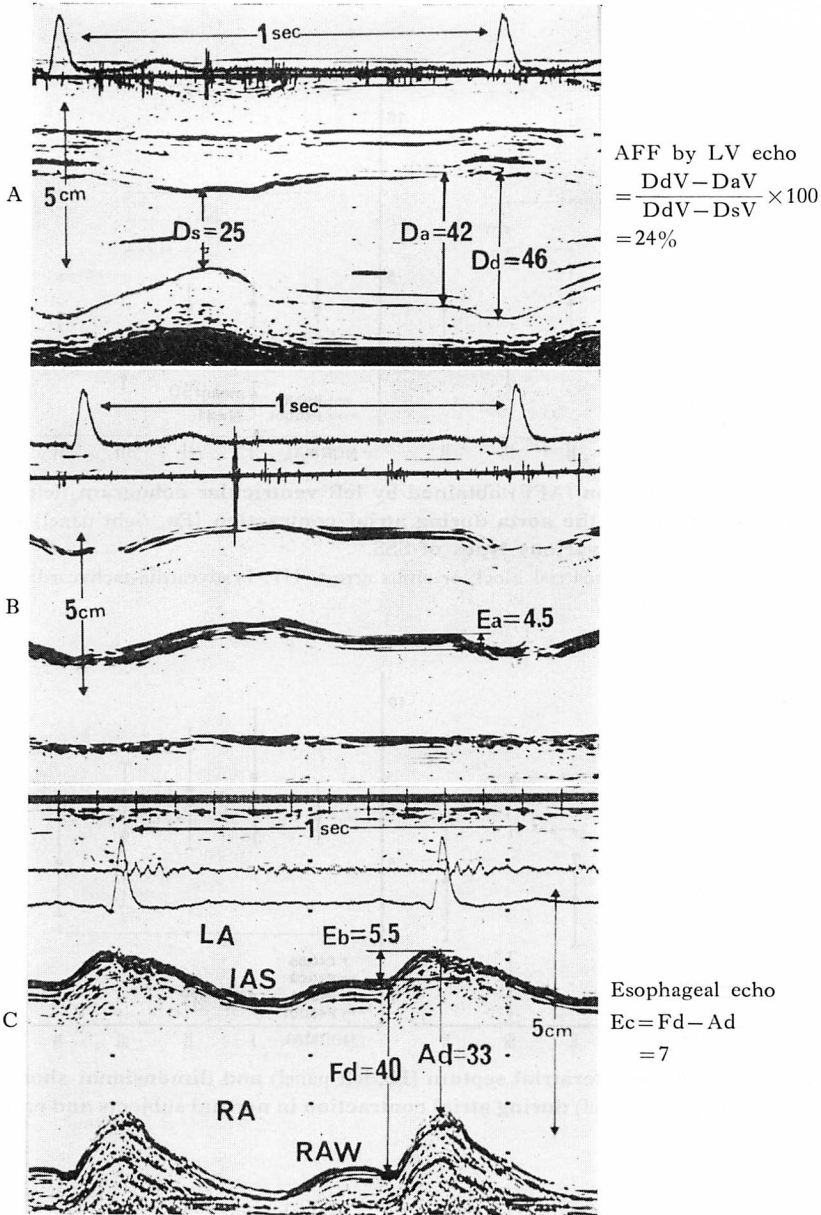 1 sec
A
5cm
Ds=25
Da=42
Dd=46
AFF by LV echo
= DdV−DaV / DdV−DsV ×100
=24%
1 sec
B
5cm
Ea=4.5
1 sec
LA
Eb=5.5
IAS
C
5cm
Fd=40
Ad=33
RA
RAW
Esophageal echo
Ec=Fd−Ad
=7